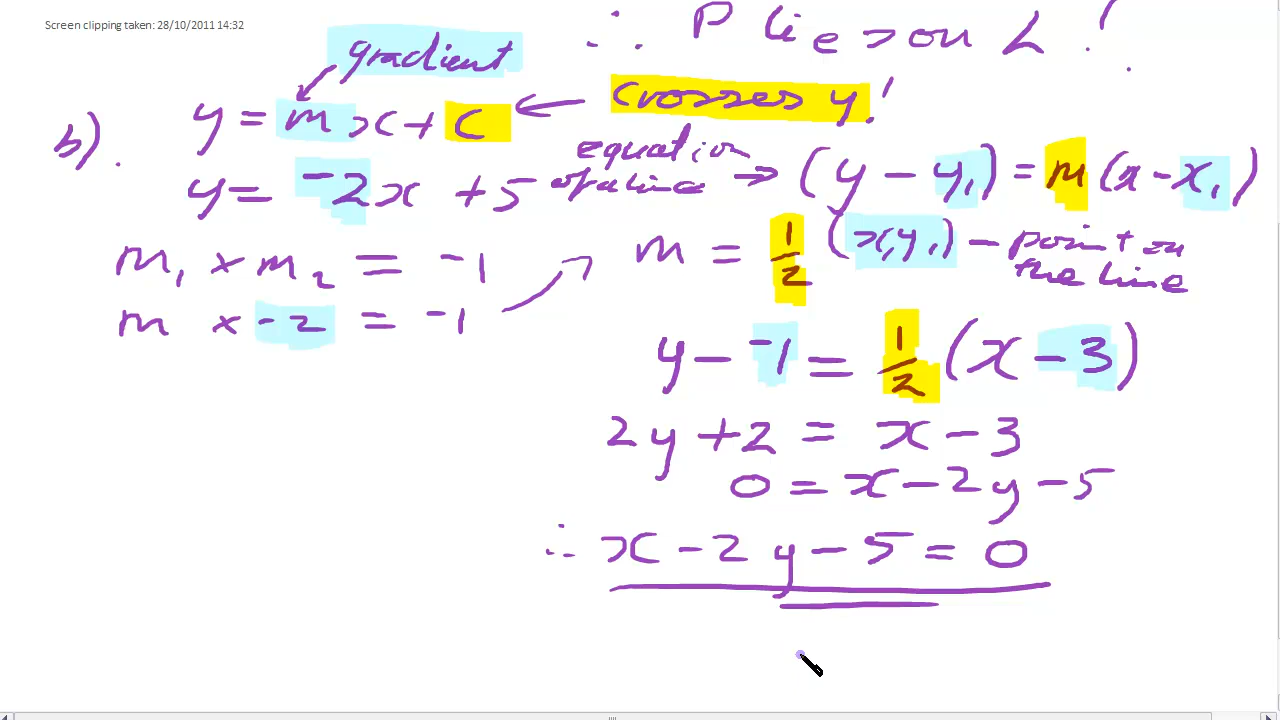 Screen clipping taken: 28/10/2011 14:32
∴ P lies on L!
gradient
b). y = mx + c ← crosses y!
y = -2x + 5
equation of a line → (y - y₁) = m(x - x₁)
m₁ × m₂ = -1
m × -2 = -1
m = 1/2 (x₁y₁) - point on the line
y - -1 = 1/2 (x - 3)
2y + 2 = x - 3
0 = x - 2y - 5
∴ x - 2y - 5 = 0